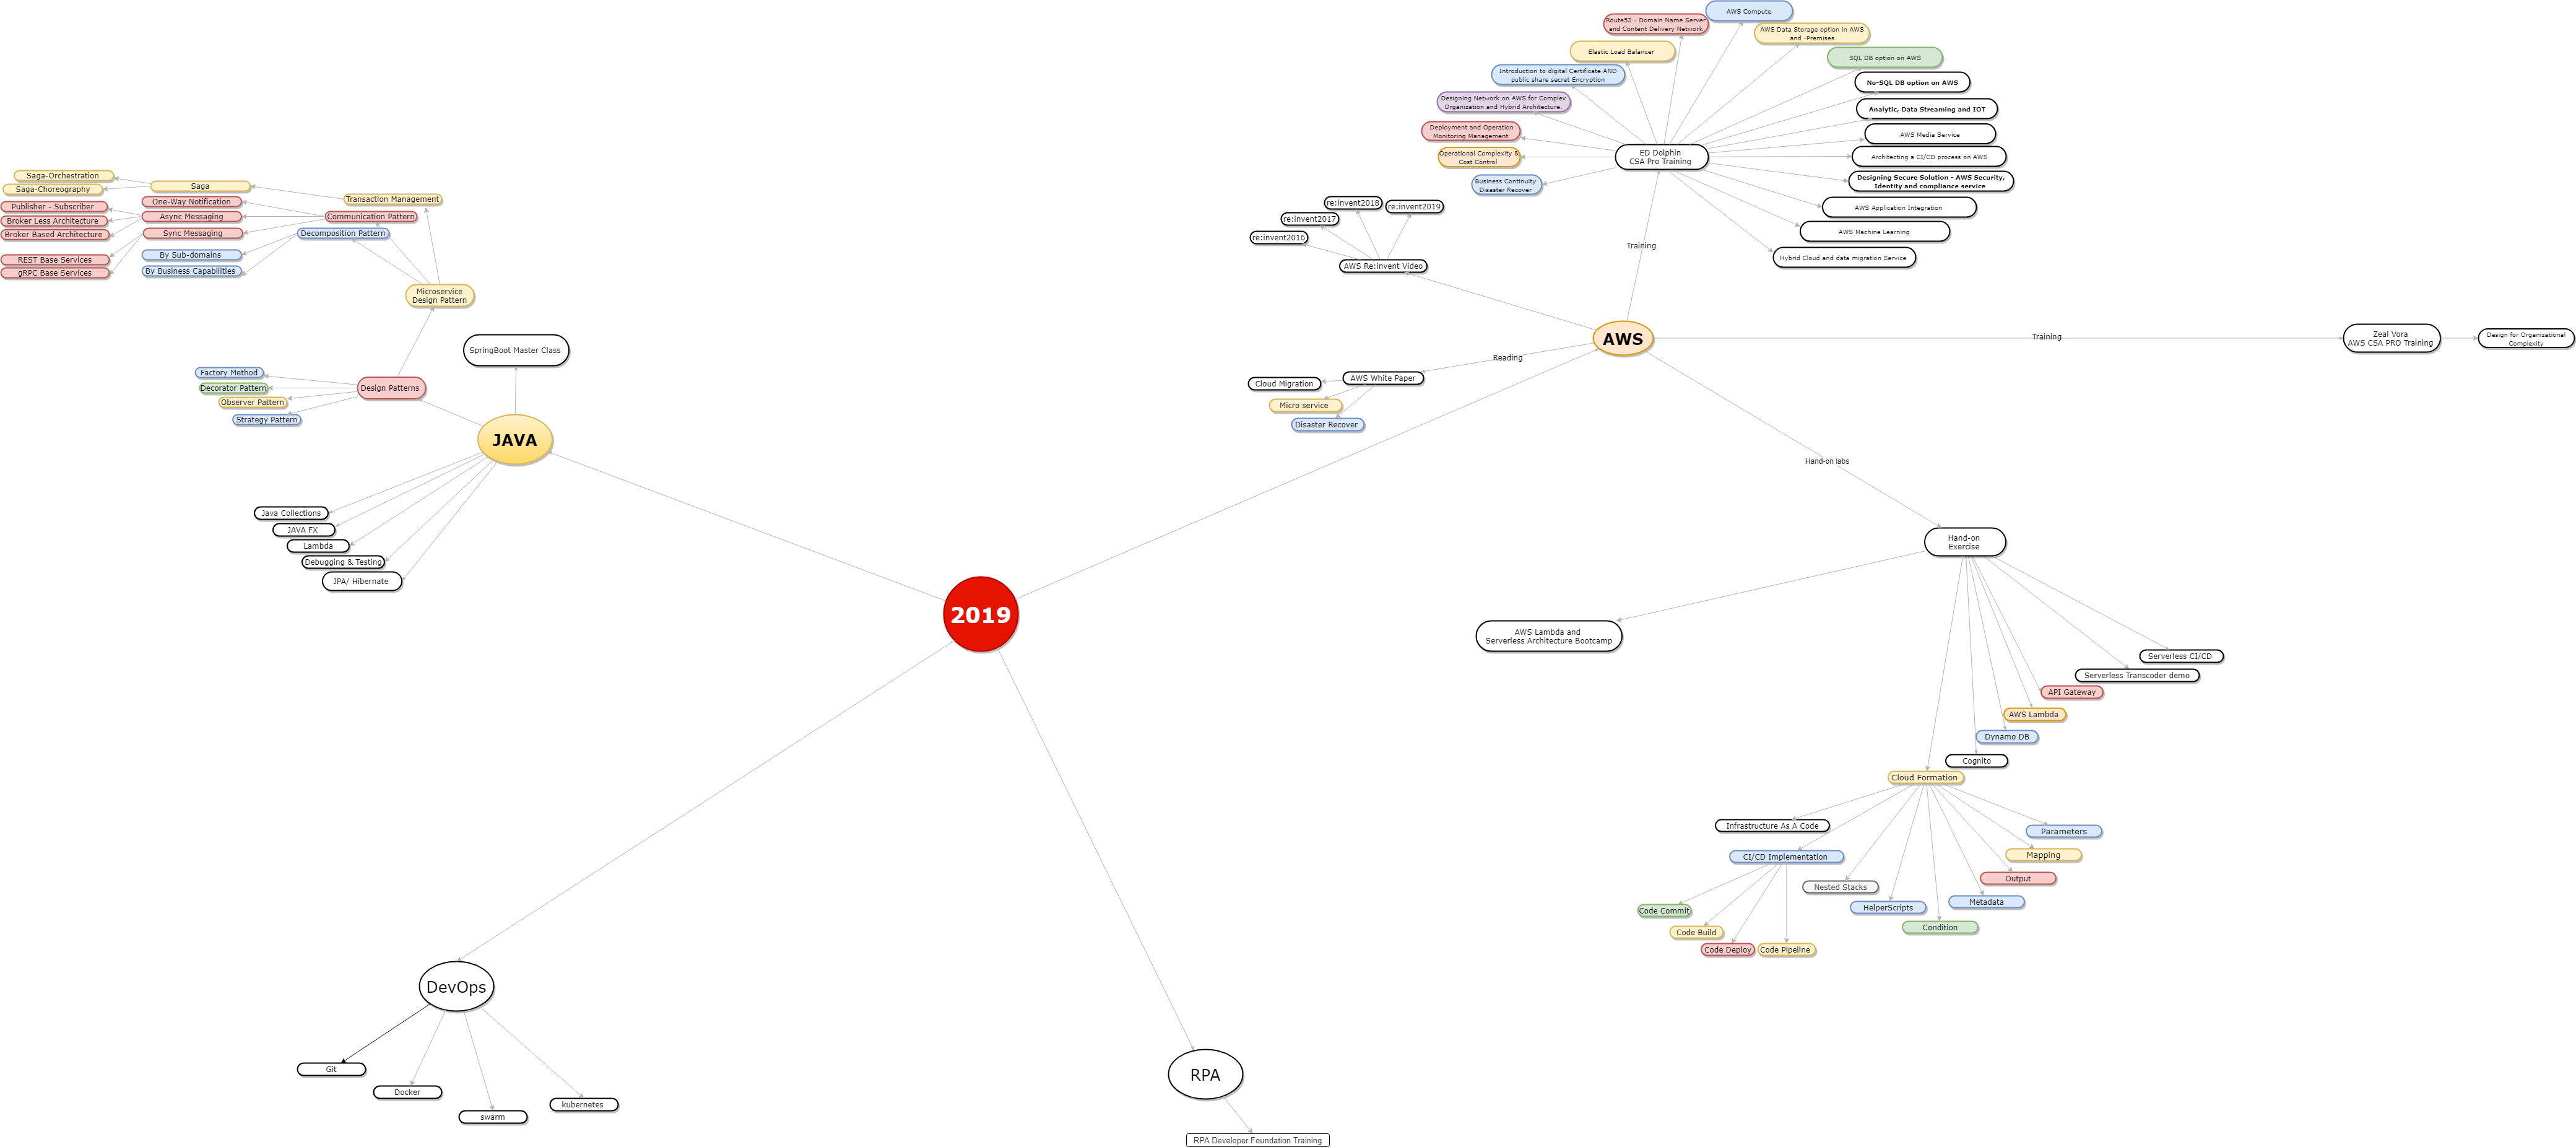 AWS Compute
Route53 - Domain Name Server
and Content Delivery Network
AWS Data Storage option in AWS
and -Premises
Elastic Load Balancer
SQL DB option on AWS
Introduction to digital Certificate AND
public share secret Encryption
No-SQL DB option on AWS
Designing Network on AWS for Complex
Organization and Hybrid Architecture.
Analytic, Data Streaming and IOT
Deployment and Operation
Monitoring Management
AWS Media Service
ED Dolphin
CSA Pro Training
Operational Complexity &
Cost Control
Architecting a CI/CD process on AWS
Business Continuity
Disaster Recover
Designing Secure Solution - AWS Security,
Identity and compliance service
AWS Application Integration
AWS Machine Learning
Hybrid Cloud and data migration Service
Training
re:invent2018
re:invent2019
re:invent2017
re:invent2016
AWS Re:invent Video
Saga-Orchestration
Saga-Choreography
Saga
Transaction Management
One-Way Notification
Publisher - Subscriber
Async Messaging
Communication Pattern
Broker Less Architecture
Broker Based Architecture
Sync Messaging
Decomposition Pattern
By Sub-domains
REST Base Services
gRPC Base Services
By Business Capabilities
Microservice
Design Pattern
SpringBoot Master Class
AWS
Training
Zeal Vora
AWS CSA PRO Training
Design for Organizational
Complexity
Reading
AWS White Paper
Cloud Migration
Micro service
Disaster Recover
Factory Method
Decorator Pattern
Design Patterns
Observer Pattern
Strategy Pattern
JAVA
Hand-on labs
Java Collections
JAVA FX
Lambda
Debugging & Testing
JPA/ Hibernate
Hand-on
Exercise
2019
AWS Lambda and
Serverless Architecture Bootcamp
Serverless CI/CD
Serverless Transcoder demo
API Gateway
AWS Lambda
Dynamo DB
Cognito
Cloud Formation
Infrastructure As A Code
Parameters
CI/CD Implementation
Mapping
Output
Nested Stacks
Metadata
HelperScripts
Code Commit
Condition
Code Build
Code Deploy
Code Pipeline
DevOps
Git
Docker
swarm
kubernetes
RPA
RPA Developer Foundation Training